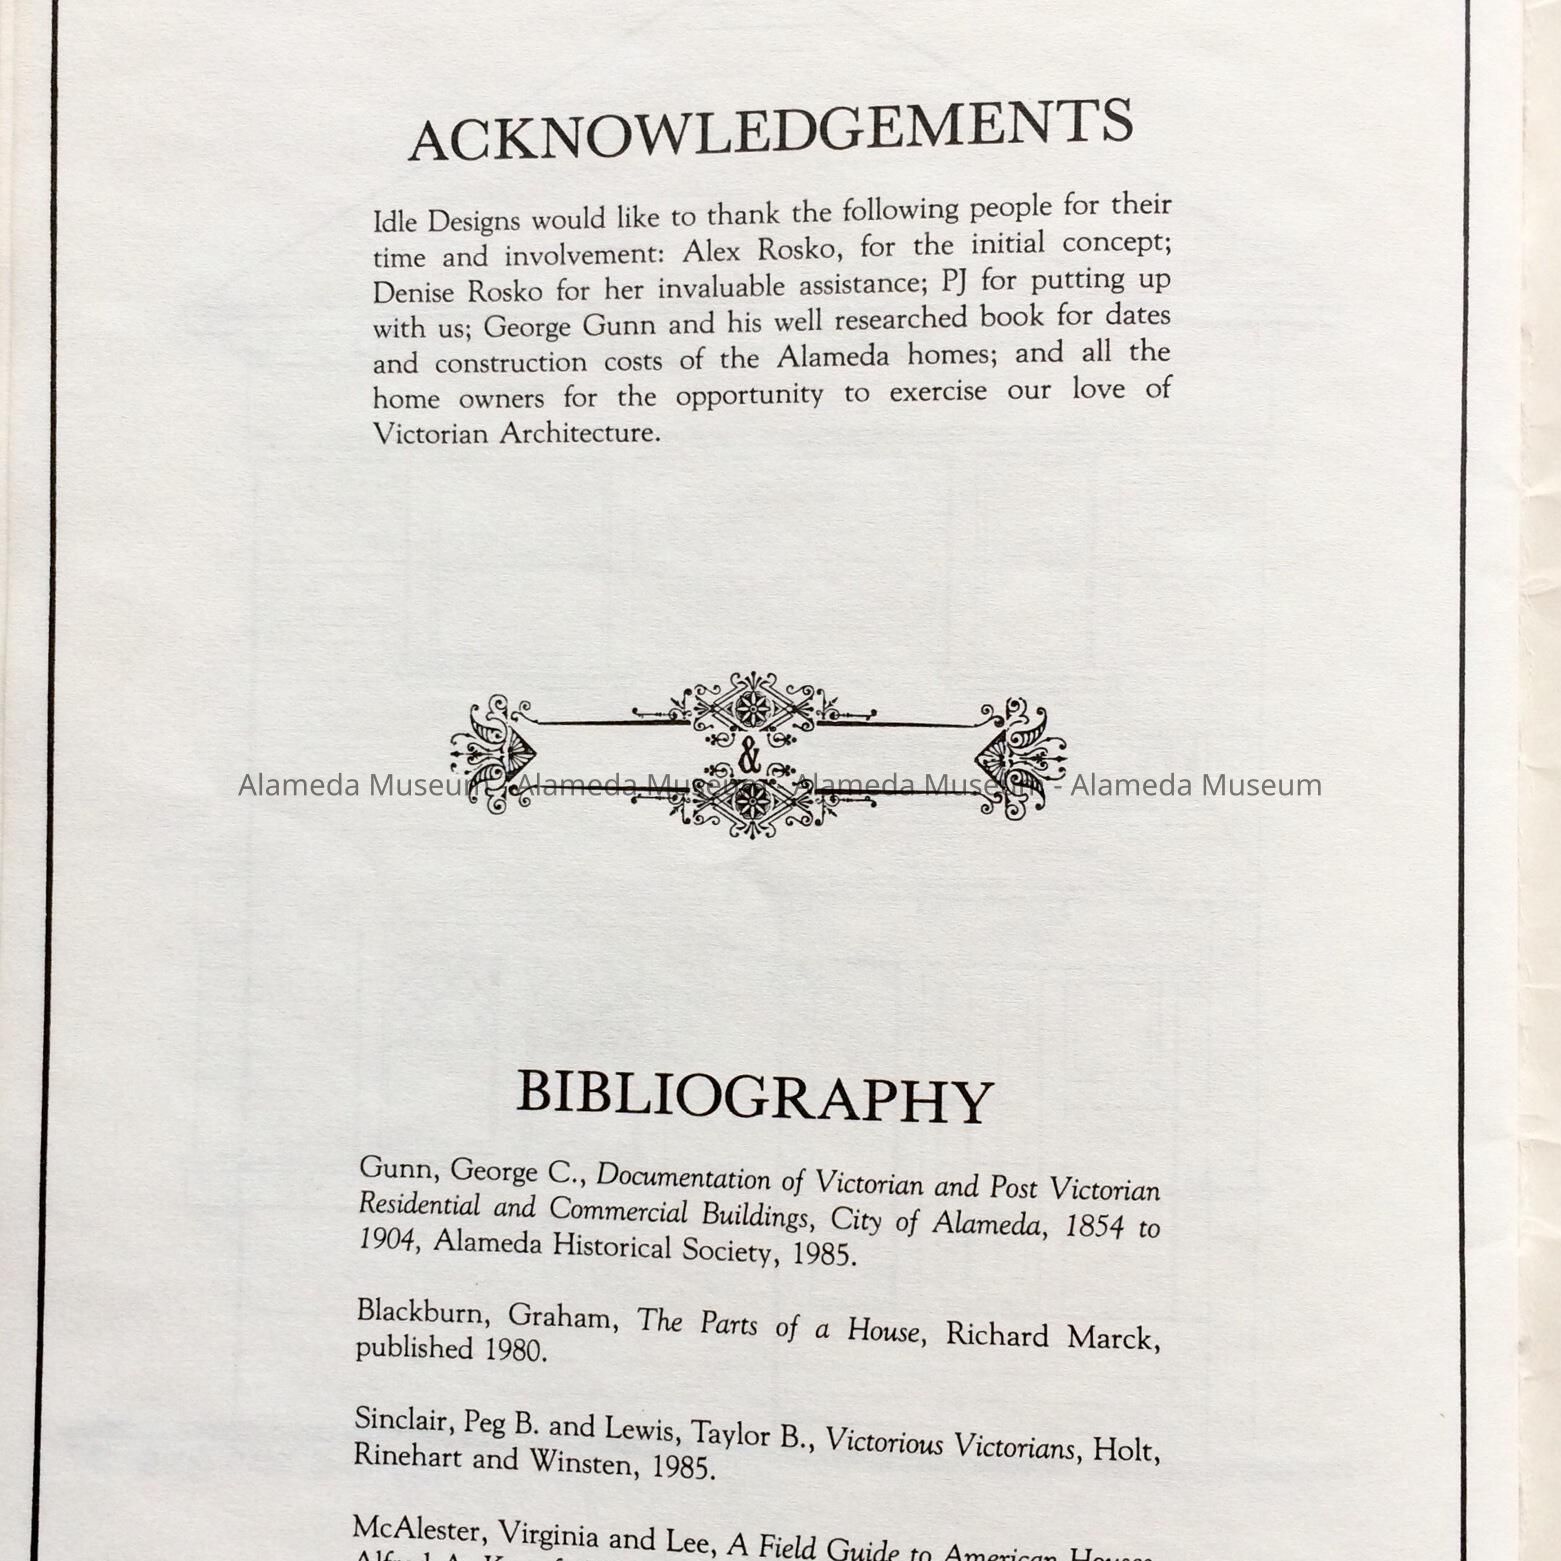 ACKNOWLEDGEMENTS
Idle Designs would like to thank the following people for their
time and involvement: Alex Rosko, for the initial concept;
Denise Rosko for her invaluable assistance; PJ for putting up
with us; George Gunn and his well researched book for dates
and construction costs of the Alameda homes; and all the
home owners for the opportunity to exercise our love of
Victorian Architecture.
&
Alameda Museum - Alameda Museum - Alameda Museum - Alameda Museum
BIBLIOGRAPHY
Gunn, George C., Documentation of Victorian and Post Victorian
Residential and Commercial Buildings, City of Alameda, 1854 to
1904, Alameda Historical Society, 1985.
Blackburn, Graham, The Parts of a House, Richard Marck,
published 1980.
Sinclair, Peg B. and Lewis, Taylor B., Victorious Victorians, Holt,
Rinehart and Winsten, 1985.
McAlester, Virginia and Lee, A Field Guide to American Houses,
Alfred A.